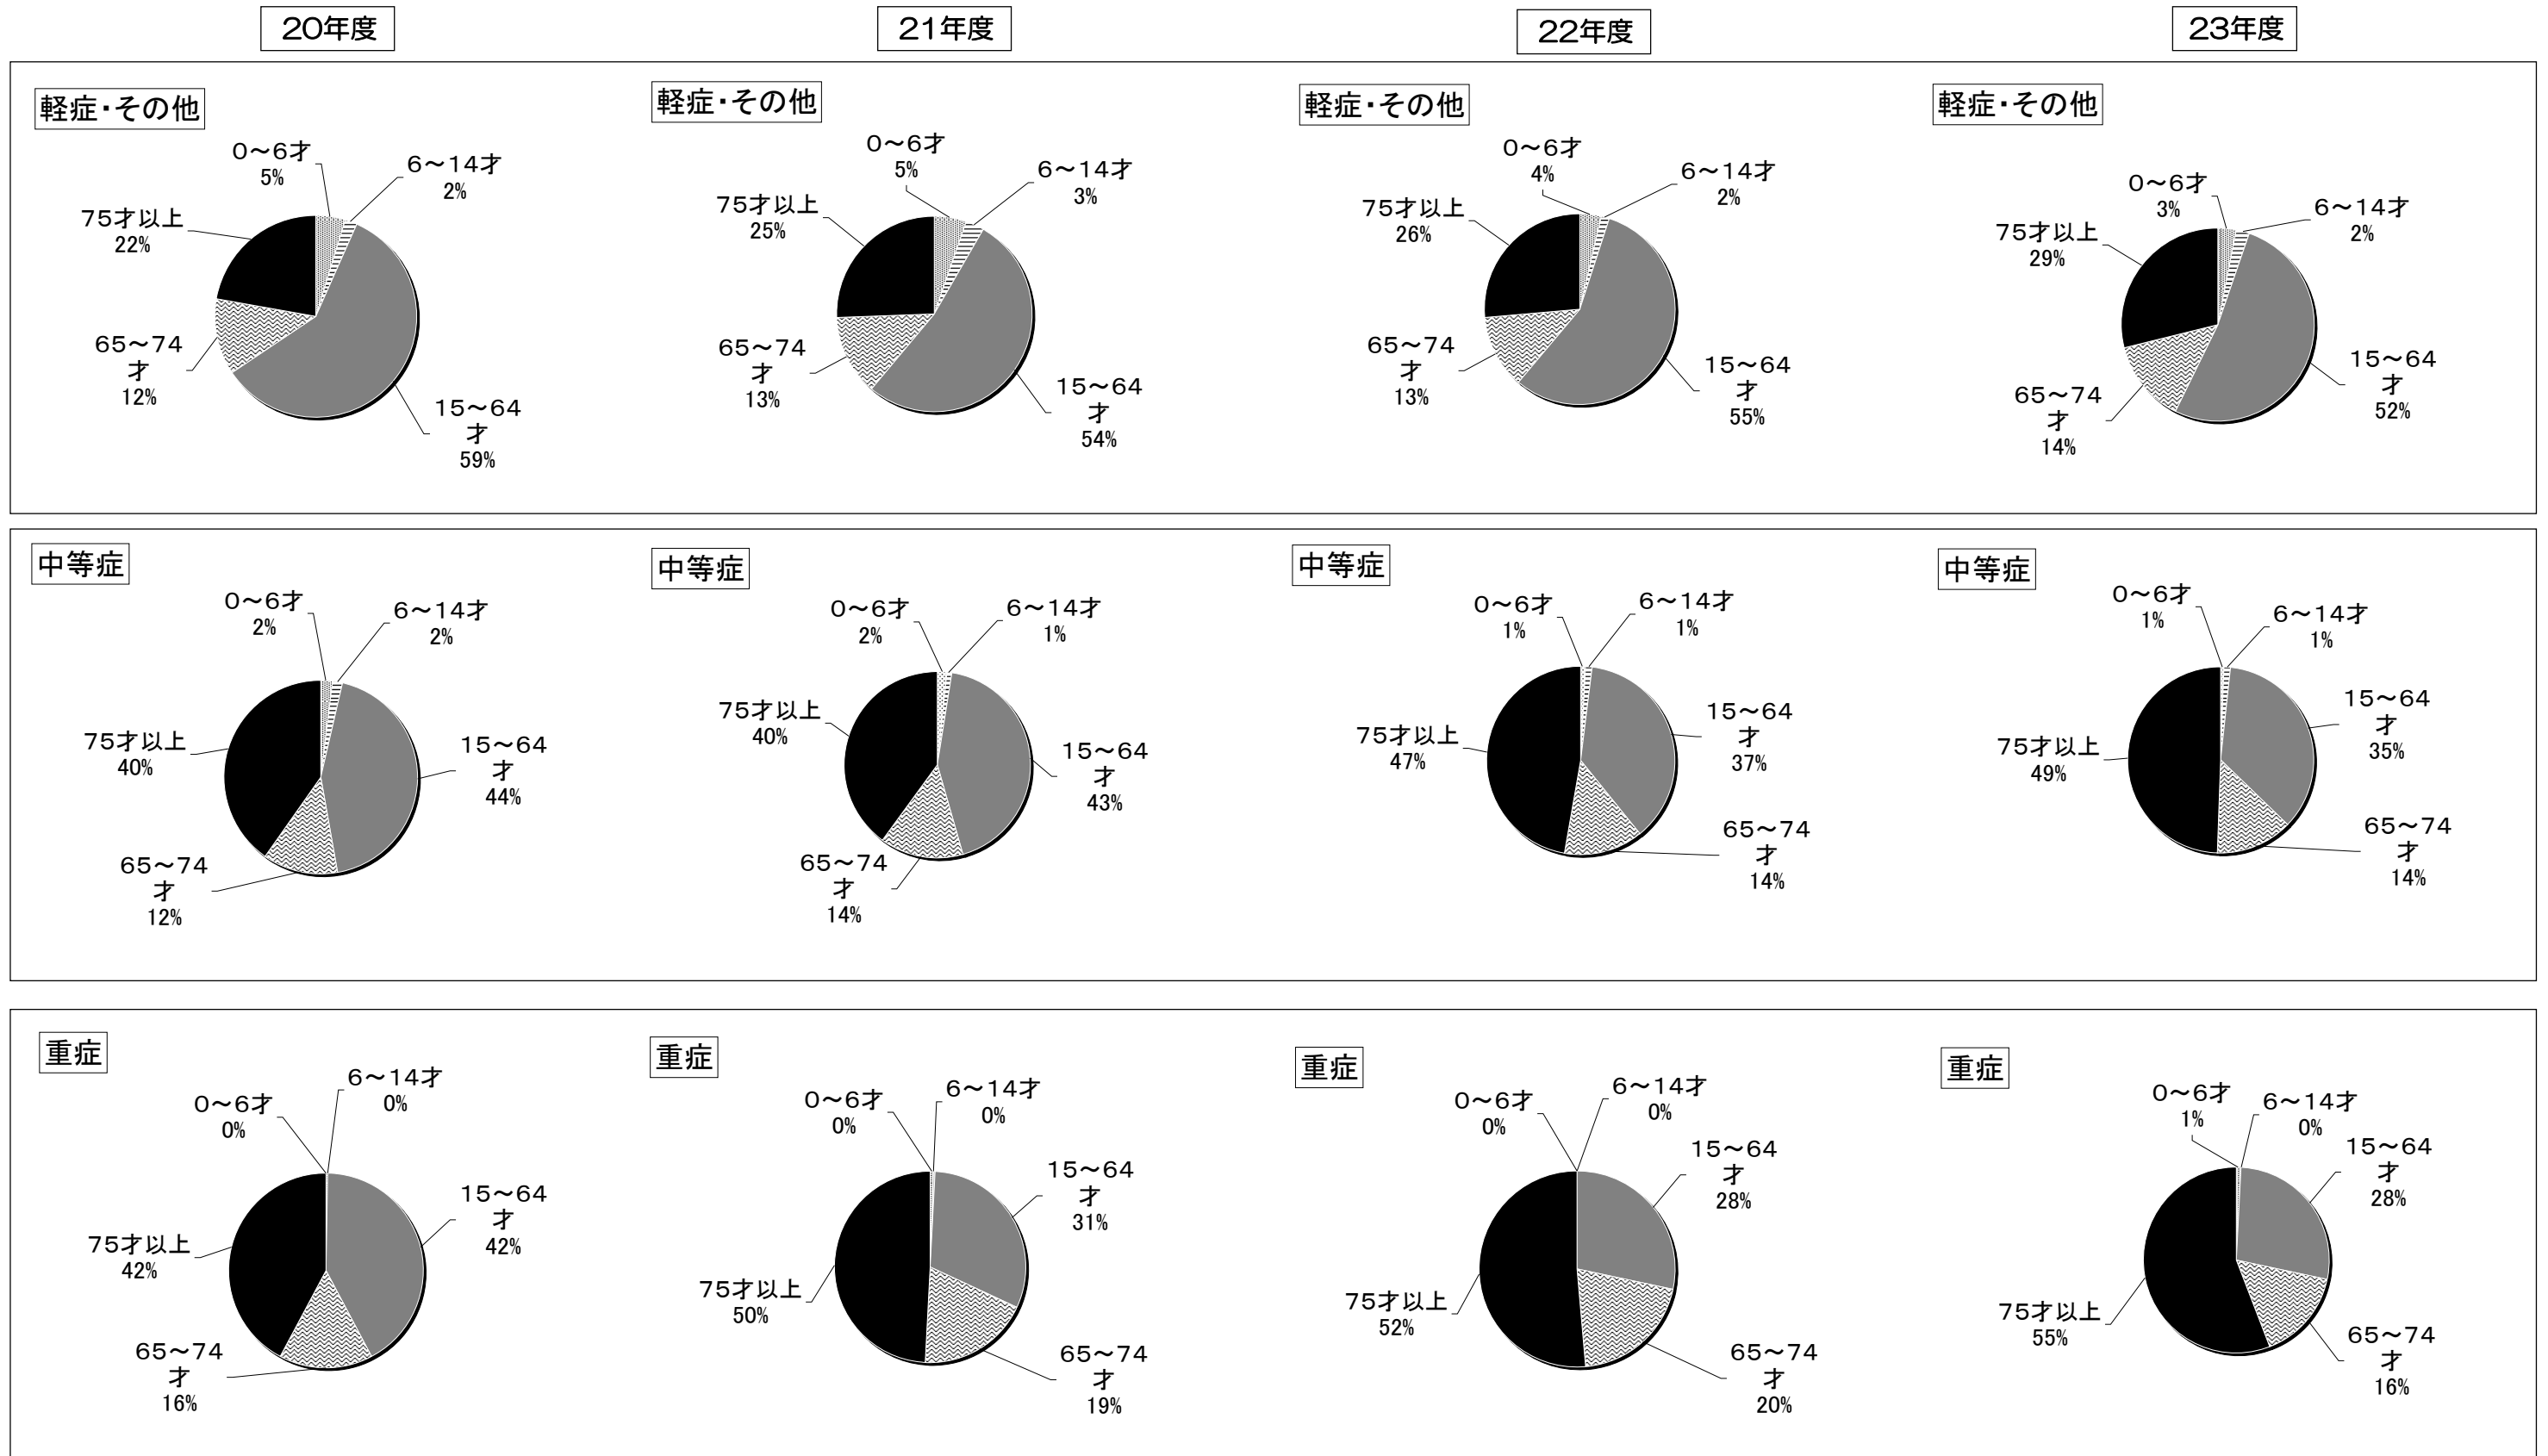 20年度
21年度
22年度
23年度
軽症・その他
0～6才
5%
6～14才
2%
75才以上
22%
65～74
才
12%
15～64
才
59%
軽症・その他
0～6才
5%
6～14才
3%
75才以上
25%
65～74
才
13%
15～64
才
54%
軽症・その他
0～6才
4%
6～14才
2%
75才以上
26%
65～74
才
13%
15～64
才
55%
軽症・その他
0～6才
3%
6～14才
2%
75才以上
29%
65～74
才
14%
15～64
才
52%
中等症
0～6才
2%
6～14才
2%
75才以上
40%
15～64
才
44%
65～74
才
12%
中等症
0～6才
2%
6～14才
1%
75才以上
40%
15～64
才
43%
65～74
才
14%
中等症
0～6才
1%
6～14才
1%
75才以上
47%
15～64
才
37%
65～74
才
14%
中等症
0～6才
1%
6～14才
1%
75才以上
49%
15～64
才
35%
65～74
才
14%
重症
0～6才
0%
6～14才
0%
75才以上
42%
15～64
才
42%
65～74
才
16%
重症
0～6才
0%
6～14才
0%
15～64
才
31%
75才以上
50%
65～74
才
19%
重症
0～6才
0%
6～14才
0%
15～64
才
28%
75才以上
52%
65～74
才
20%
重症
0～6才
1%
6～14才
0%
15～64
才
28%
75才以上
55%
65～74
才
16%